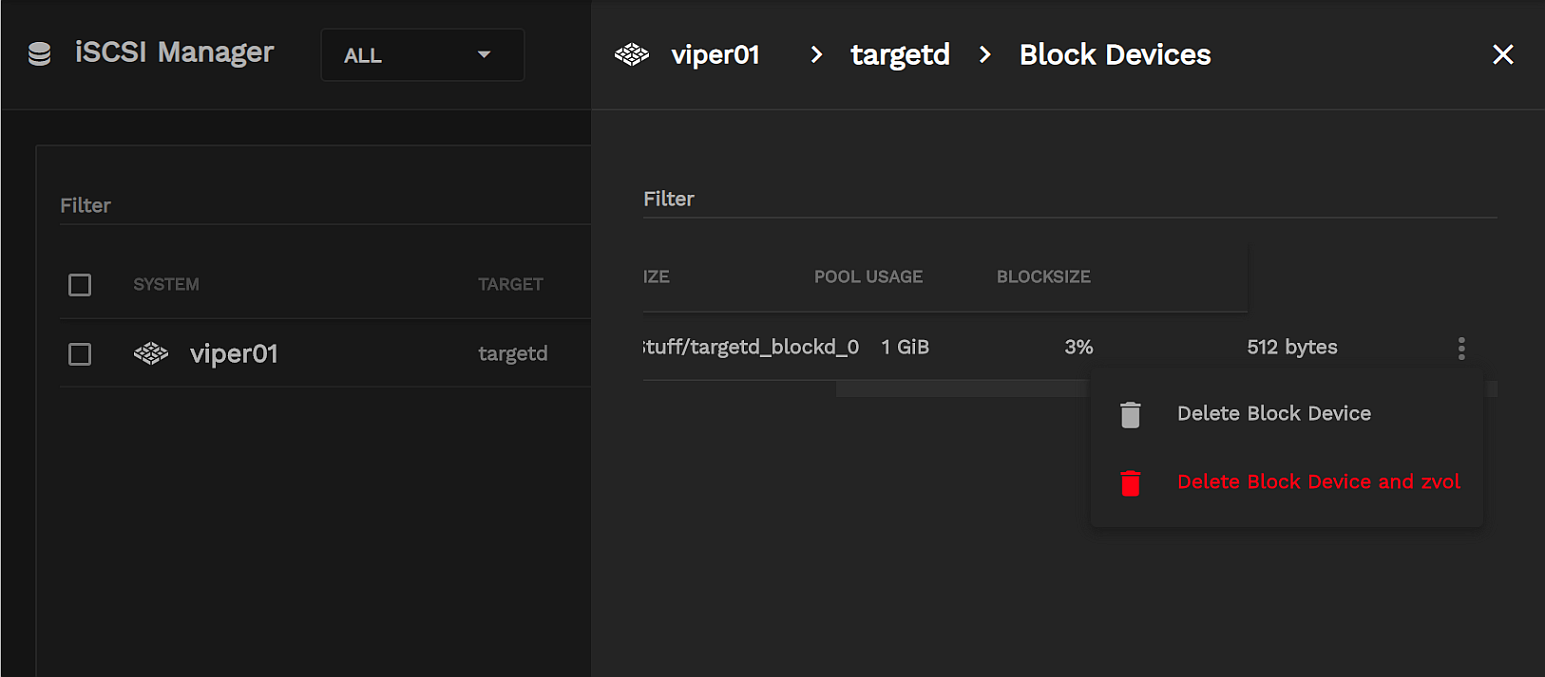 iSCSI Manager
ALL
viper01 > targetd > Block Devices
Filter
SYSTEM TARGET
viper01 targetd
Filter
IZE POOL USAGE BLOCKSIZE
tuff/targetd_blockd_0 1 GiB 3% 512 bytes
Delete Block Device
Delete Block Device and zvol